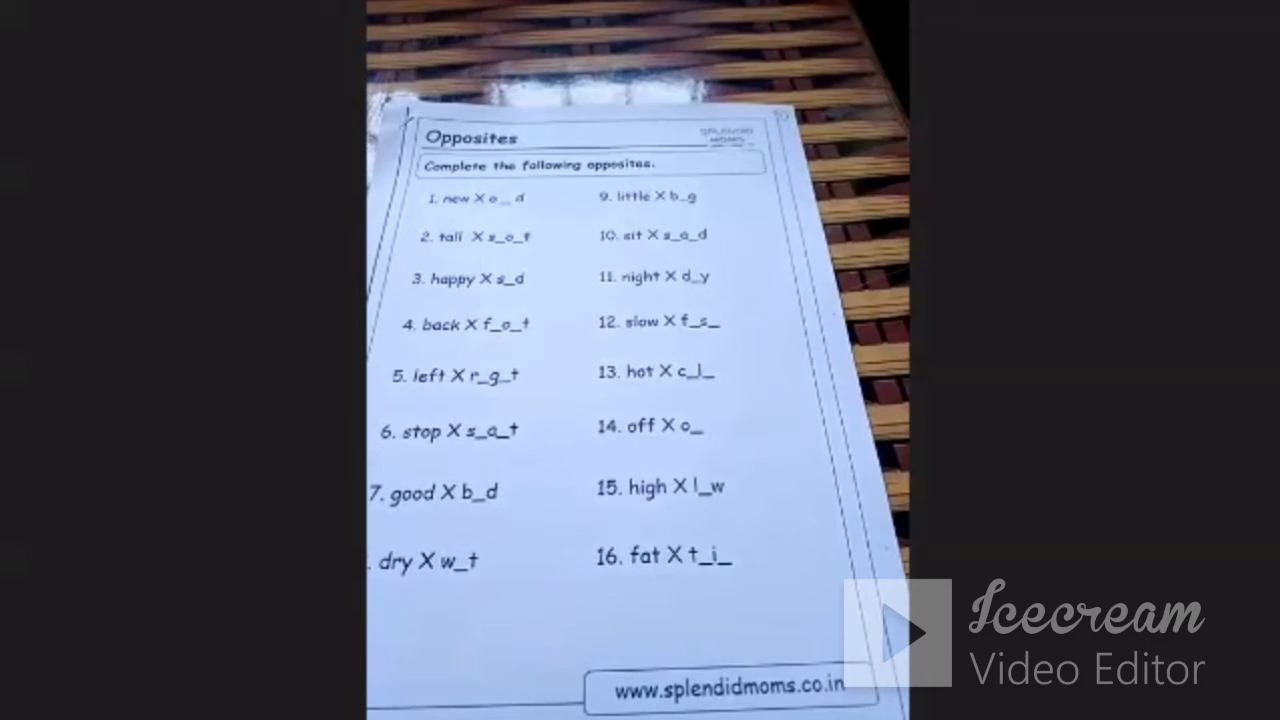 Opposites
SPLENDID
MOMS
Complete the following opposites.
1. new X o__d
2. tall X s_o_t
3. happy X s_d
4. back X f_o_t
5. left X r_g_t
6. stop X s_a_t
7. good X b_d
. dry X w_t
9. little X b_g
10. sit X s_a_d
11. night X d_y
12. slow X f_s_
13. hot X c_l_
14. off X o_
15. high X l_w
16. fat X t_i_
www.splendidmoms.co.in
Icecream
Video Editor